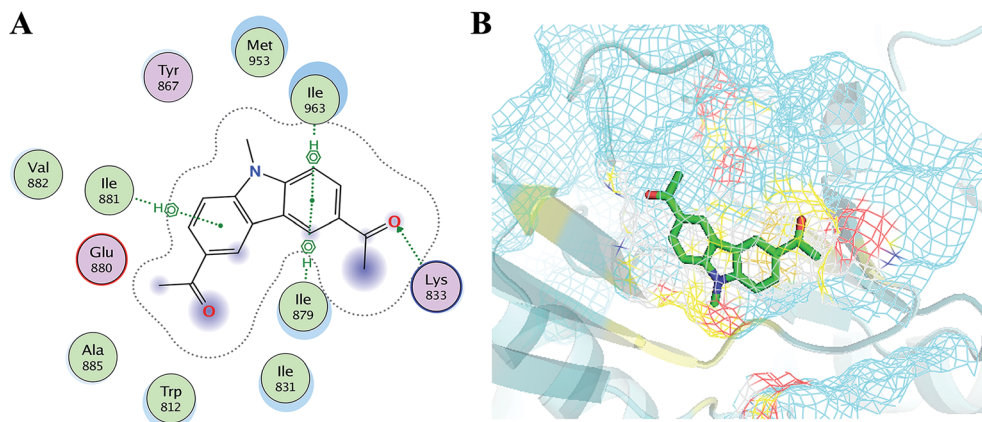 A
B
Met
953
Tyr
867
Ile
963
H
Val
882
N
Ile
881
H
O
Glu
880
H
Lys
833
O
Ile
879
Ala
885
Ile
831
Trp
812